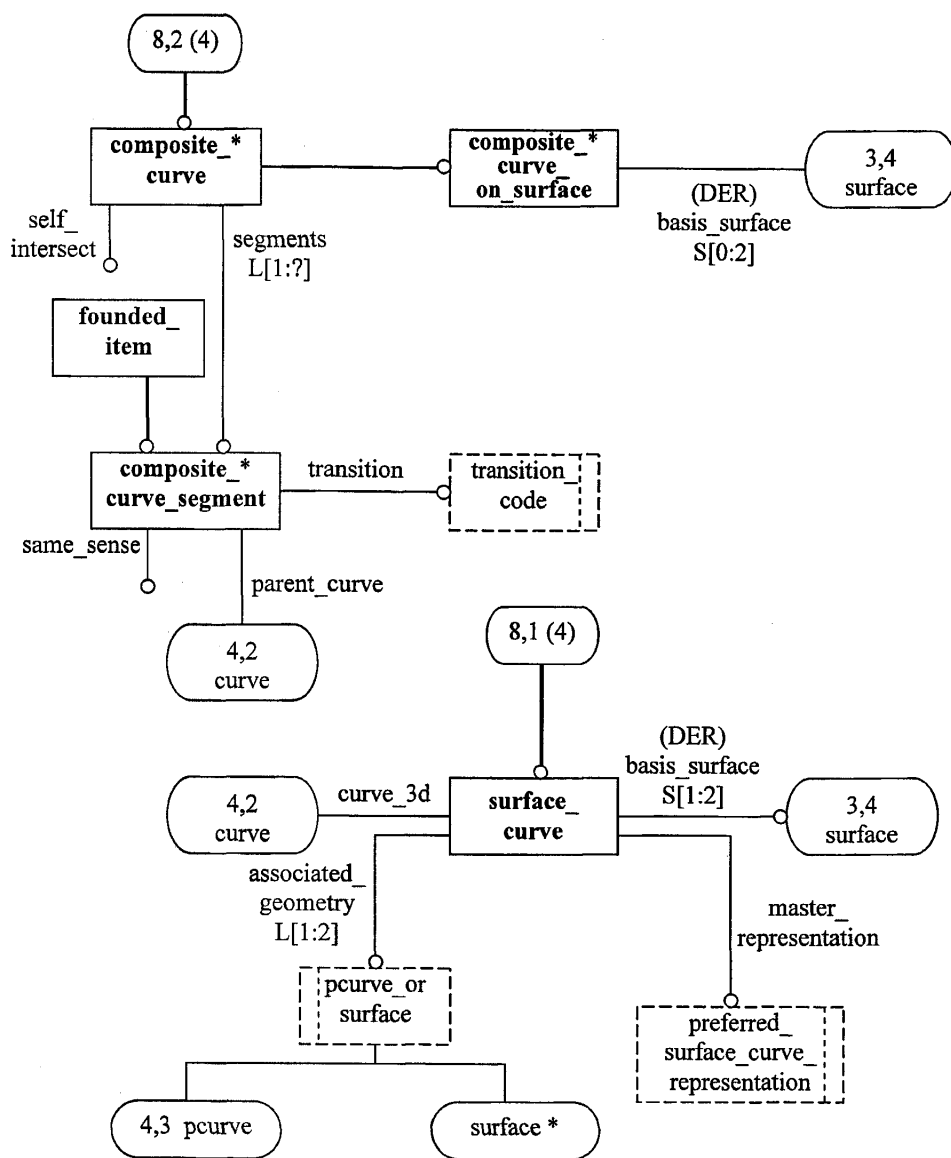 8,2 (4)
composite_*
curve
composite_*
curve_
on_surface
3,4
surface
(DER)
basis_surface
S[0:2]
self_
intersect
segments
L[1:?]
founded_
item
composite_*
curve_segment
transition
transition_
code
same_sense
parent_curve
4,2
curve
8,1 (4)
(DER)
basis_surface
S[1:2]
4,2
curve
curve_3d
surface_
curve
3,4
surface
associated_
geometry
L[1:2]
master_
representation
pcurve_or
surface
preferred_
surface_curve_
representation
4,3 pcurve
surface *